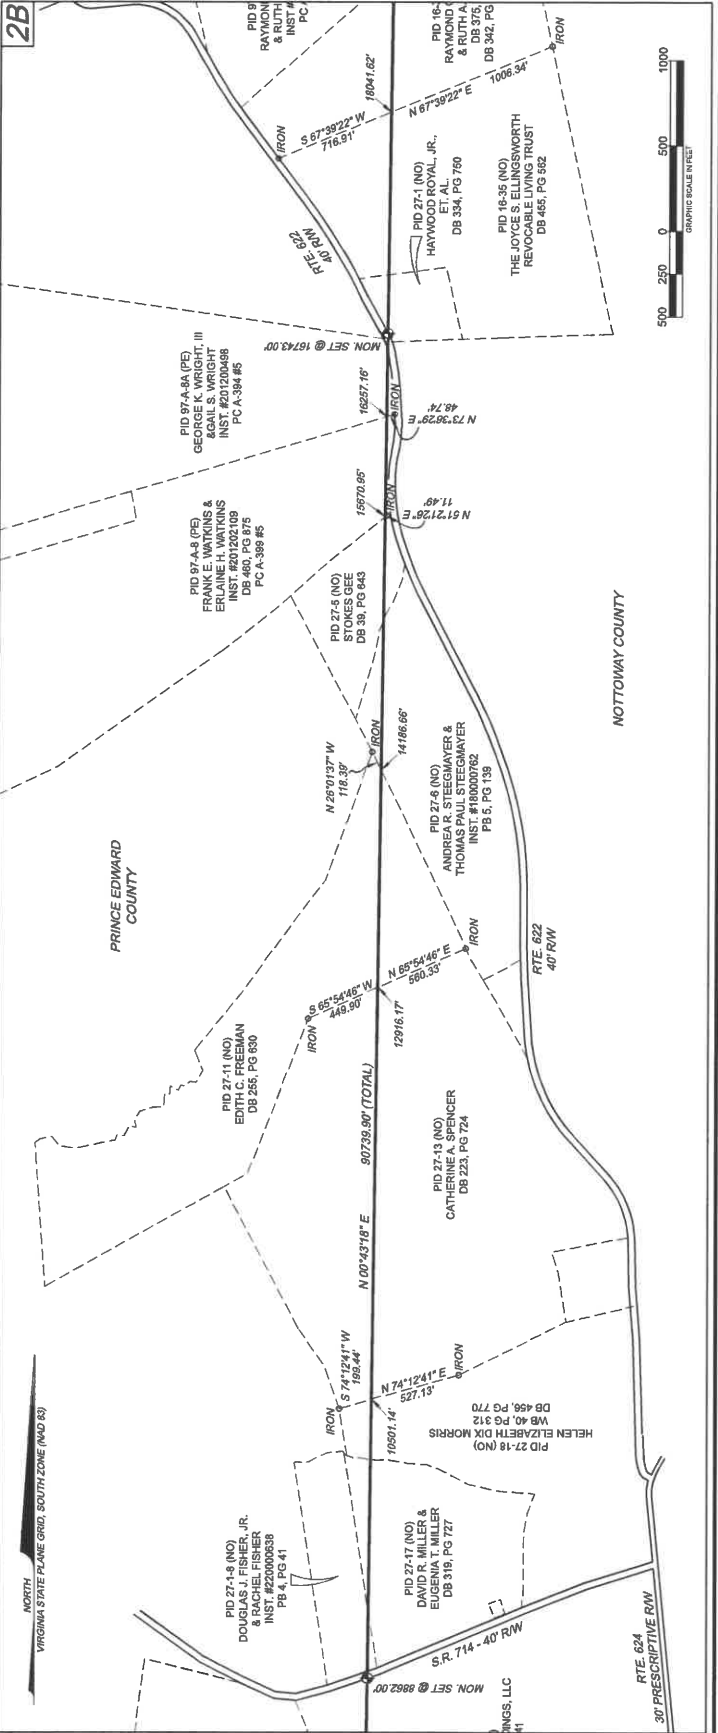 2B
NORTH
VIRGINIA STATE PLANE GRID, SOUTH ZONE (NAD 83)
PRINCE EDWARD
COUNTY
NOTTOWAY COUNTY
PID 27-1-8 (NO)
DOUGLAS J. FISHER, JR.
& RACHEL FISHER
INST. #220000638
PB 4, PG 41
MON. SET @ 8862.00'
S.R. 714 - 40' R/W
PID 27-17 (NO)
DAVID R. MILLER &
EUGENIA T. MILLER
DB 319, PG 727
INGS, LLC
41
RTE. 624
30' PRESCRIPTIVE R/W
IRON
S 74°12'41" W
199.44'
10501.14'
N 74°12'41" E
527.13'
IRON
PID 27-18 (NO)
HELEN ELIZABETH DIX MORRIS
WB 40, PG 312
DB 456, PG 770
N 00°43'18" E
90739.90' (TOTAL)
PID 27-11 (NO)
EDITH C. FREEMAN
DB 255, PG 630
PID 27-13 (NO)
CATHERINE A. SPENCER
DB 223, PG 724
IRON
S 65°54'46" W
449.90'
12916.17'
N 65°54'46" E
560.33'
IRON
RTE. 622
40' R/W
N 26°01'37" W
118.39'
IRON
14186.66'
PID 27-6 (NO)
ANDREA R. STEEGMAYER &
THOMAS PAUL STEEGMAYER
INST. #180000762
PB 5, PG 139
PID 27-5 (NO)
STOKES GEE
DB 39, PG 643
PID 97-A-8 (PE)
FRANK E. WATKINS &
ERLAINE H. WATKINS
INST. #201202109
DB 460, PG 875
PC A-399 #5
15670.95'
IRON
N 51°21'26" E
11.49'
PID 97-A-8A (PE)
GEORGE K. WRIGHT, III
&GAIL S. WRIGHT
INST. #201200498
PC A-394 #5
16257.16'
IRON
N 73°36'29" E
48.74'
MON. SET @ 16743.00'
RTE. 622
40' R/W
PID 27-1 (NO)
HAYWOOD ROYAL, JR.,
ET. AL.
DB 334, PG 750
PID 16-35 (NO)
THE JOYCE S. ELLINGSWORTH
REVOCABLE LIVING TRUST
DB 455, PG 562
IRON
S 67°39'22" W
716.91'
18041.62'
N 67°39'22" E
1006.34'
IRON
PID 9
RAYMON
& RUTH
INST #
PC
PID 16-
RAYMOND
& RUTH A.
DB 375,
DB 342, PG
500 250 0 500 1000
GRAPHIC SCALE IN FEET